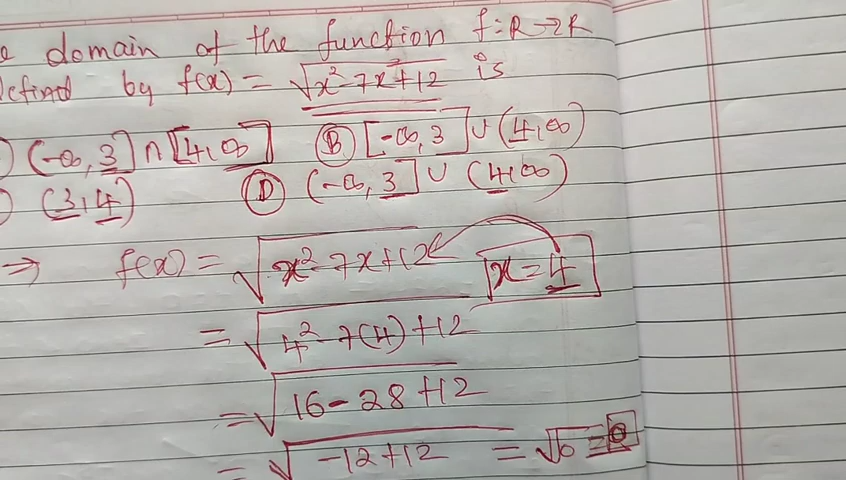 e domain of the function f:R→R
defind by f(x) = √x²-7x+12 is
) (-∞, 3] ∩ [4,∞] Ⓑ [-∞, 3] ∪ (4,∞)
) (3,4) Ⓓ (-∞, 3] ∪ (4,∞)
⇒ f(x) = √x²-7x+12 x=4
= √4²-7(4)+12
= √16-28+12
= √-12+12 = √0 = 0